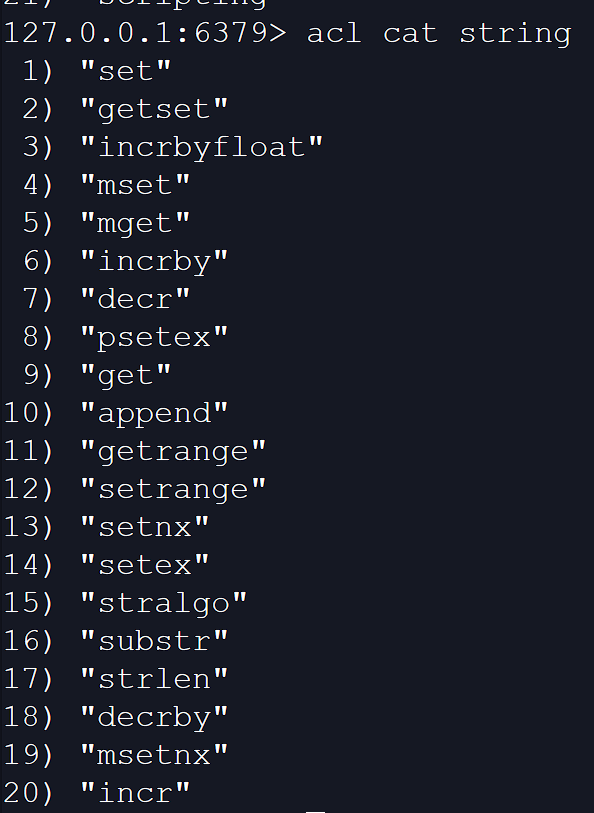 21) "scripting"
127.0.0.1:6379> acl cat string
1) "set"
2) "getset"
3) "incrbyfloat"
4) "mset"
5) "mget"
6) "incrby"
7) "decr"
8) "psetex"
9) "get"
10) "append"
11) "getrange"
12) "setrange"
13) "setnx"
14) "setex"
15) "stralgo"
16) "substr"
17) "strlen"
18) "decrby"
19) "msetnx"
20) "incr"